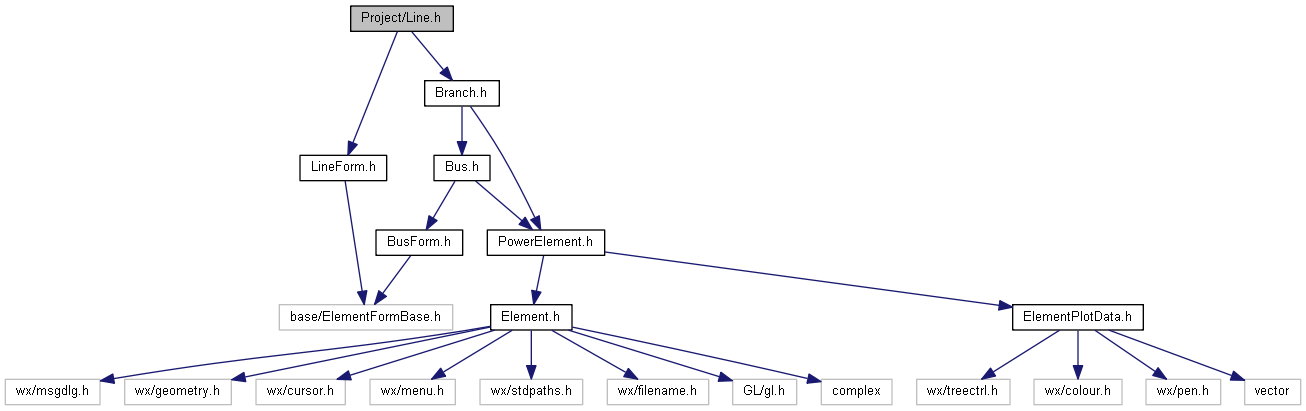 Project/Line.h
Branch.h
LineForm.h
Bus.h
BusForm.h
PowerElement.h
base/ElementFormBase.h
Element.h
ElementPlotData.h
wx/msgdlg.h
wx/geometry.h
wx/cursor.h
wx/menu.h
wx/stdpaths.h
wx/filename.h
GL/gl.h
complex
wx/treectrl.h
wx/colour.h
wx/pen.h
vector